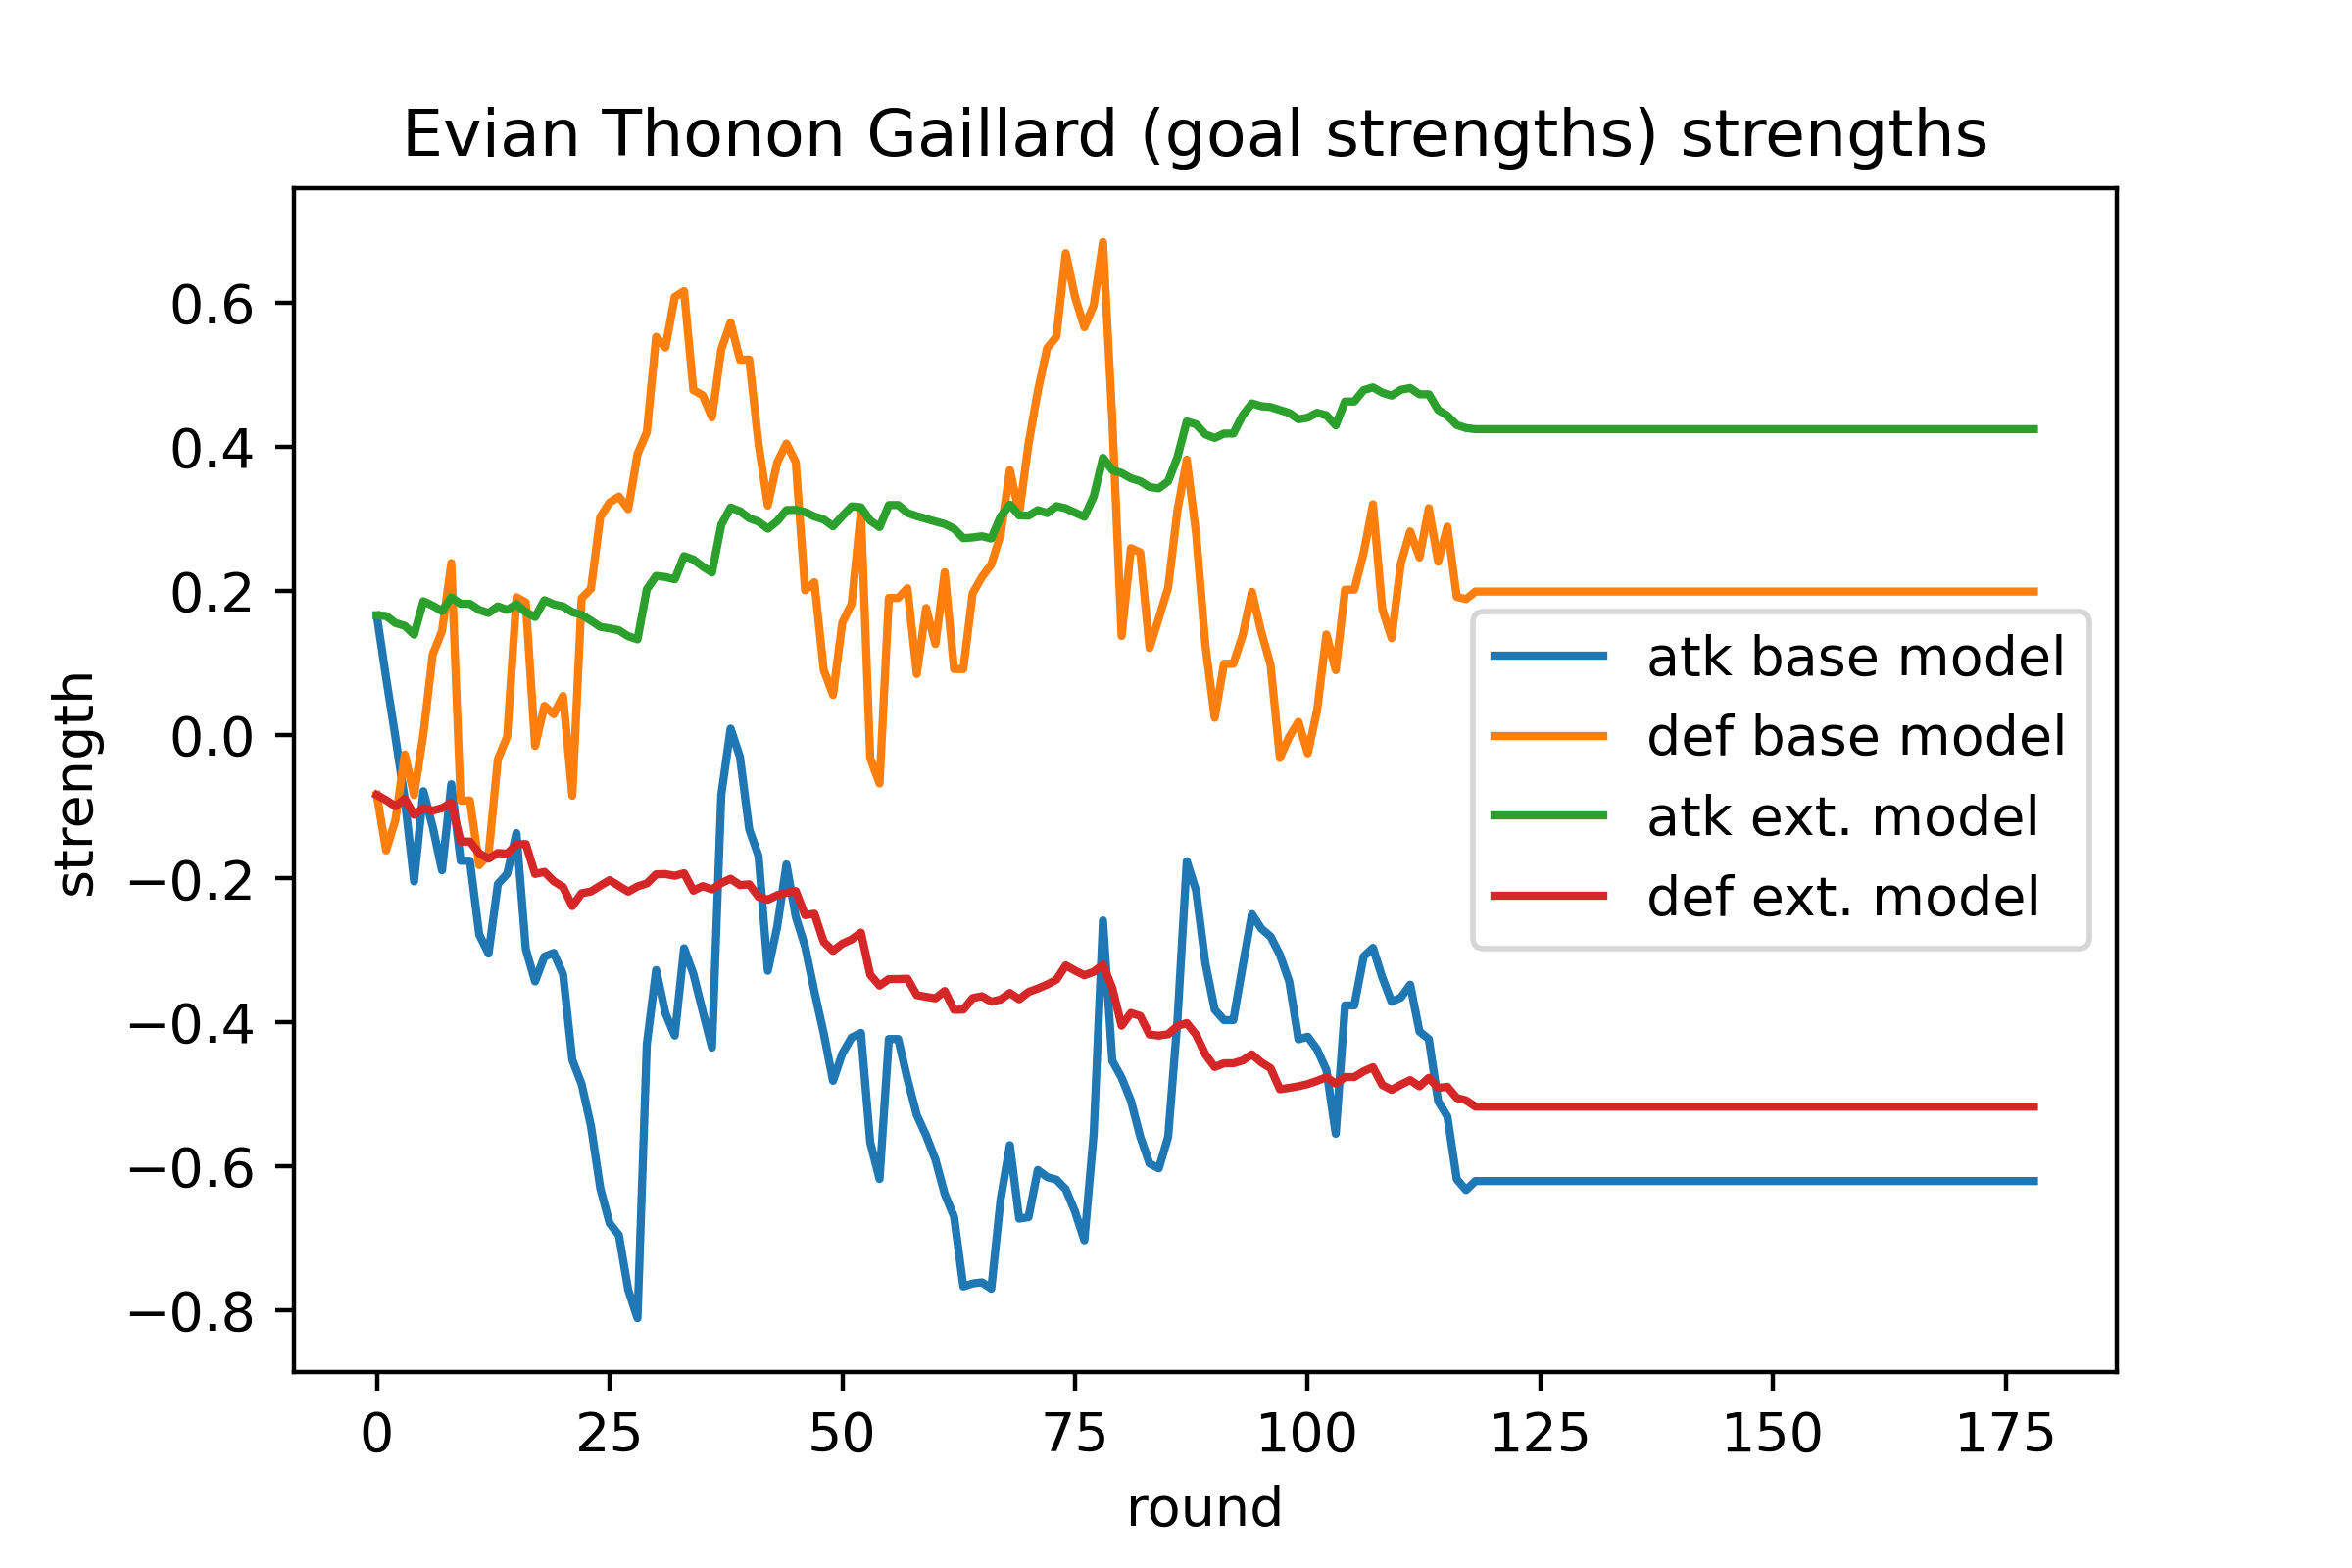 Evian Thonon Gaillard (goal strengths) strengths
strength
0.6
0.4
0.2
0.0
−0.2
−0.4
−0.6
−0.8
atk base model
def base model
atk ext. model
def ext. model
0 25 50 75 100 125 150 175
round